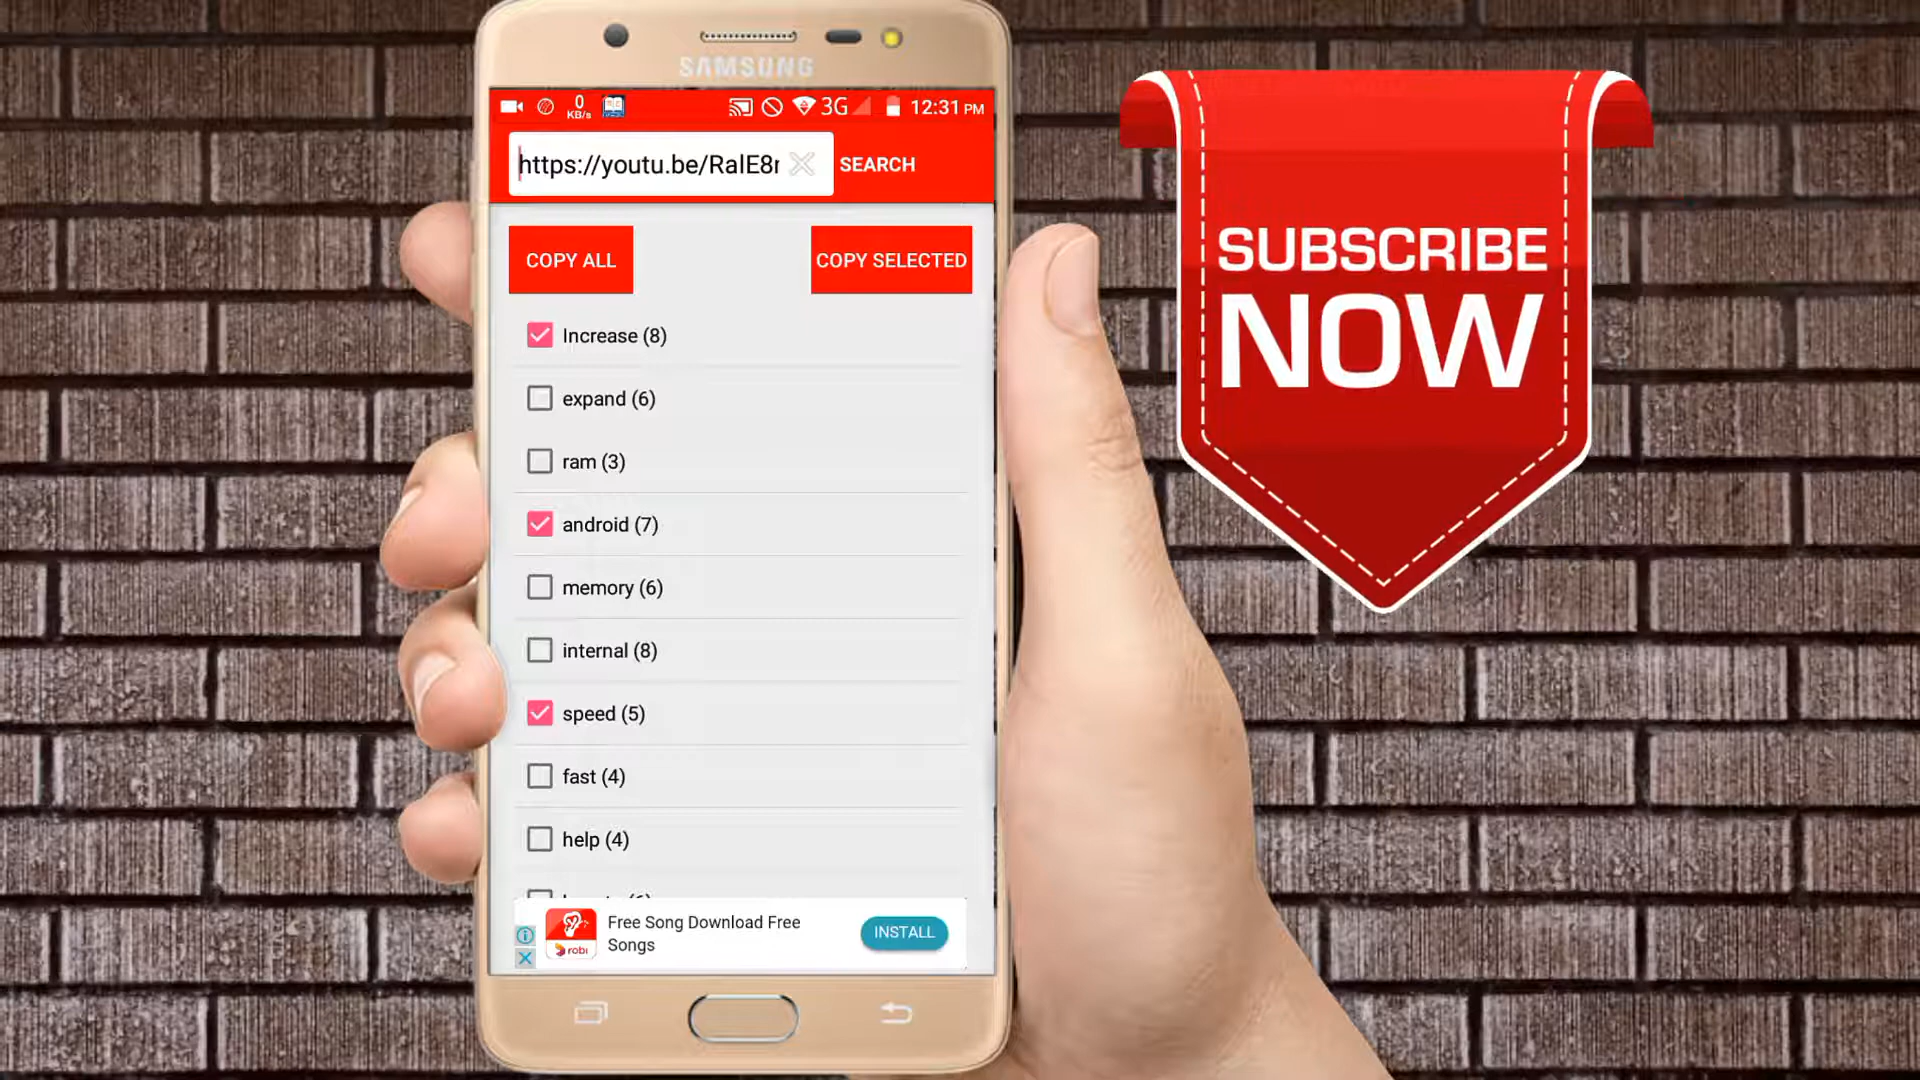 SAMSUNG
0
KB/s
3G
12:31 PM
https://youtu.be/RalE8
SEARCH
COPY ALL
COPY SELECTED
Increase (8)
expand (6)
ram (3)
android (7)
memory (6)
internal (8)
speed (5)
fast (4)
help (4)
Free Song Download Free
Songs
robi
INSTALL
SUBSCRIBE
NOW